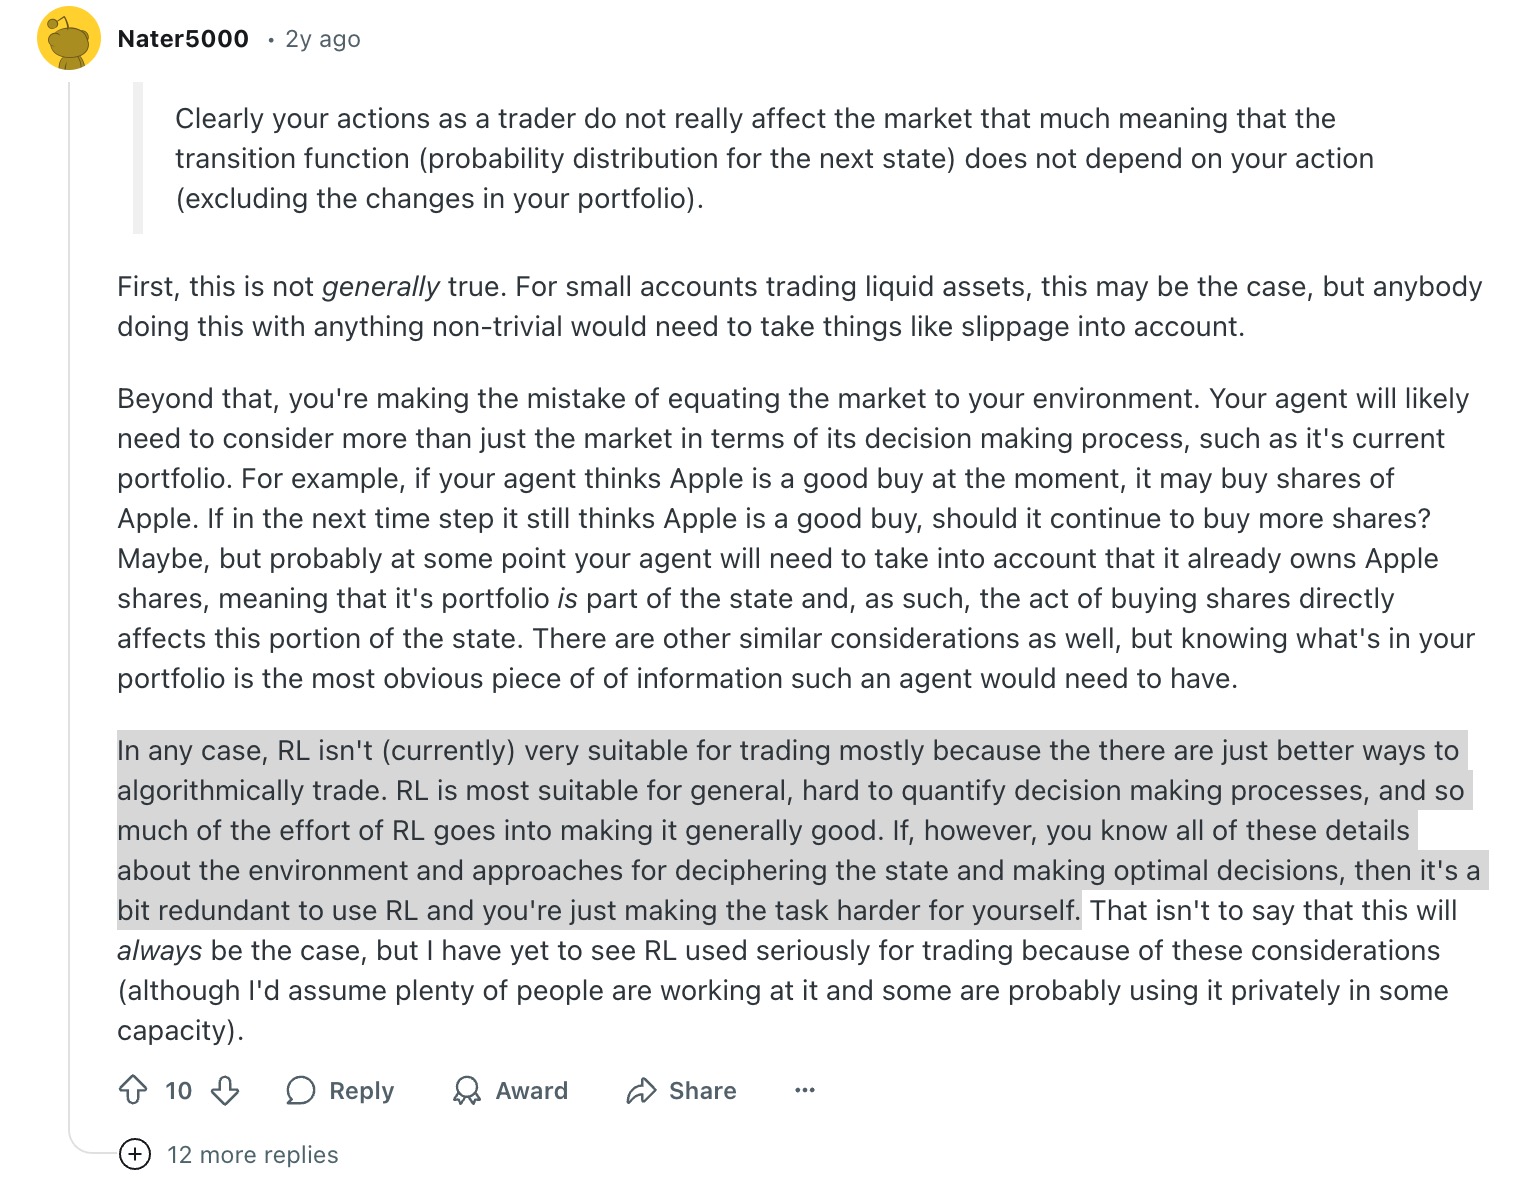 Nater5000 • 2y ago
Clearly your actions as a trader do not really affect the market that much meaning that the
transition function (probability distribution for the next state) does not depend on your action
(excluding the changes in your portfolio).
First, this is not generally true. For small accounts trading liquid assets, this may be the case, but anybody
doing this with anything non-trivial would need to take things like slippage into account.
Beyond that, you're making the mistake of equating the market to your environment. Your agent will likely
need to consider more than just the market in terms of its decision making process, such as it's current
portfolio. For example, if your agent thinks Apple is a good buy at the moment, it may buy shares of
Apple. If in the next time step it still thinks Apple is a good buy, should it continue to buy more shares?
Maybe, but probably at some point your agent will need to take into account that it already owns Apple
shares, meaning that it's portfolio is part of the state and, as such, the act of buying shares directly
affects this portion of the state. There are other similar considerations as well, but knowing what's in your
portfolio is the most obvious piece of of information such an agent would need to have.
In any case, RL isn't (currently) very suitable for trading mostly because the there are just better ways to
algorithmically trade. RL is most suitable for general, hard to quantify decision making processes, and so
much of the effort of RL goes into making it generally good. If, however, you know all of these details
about the environment and approaches for deciphering the state and making optimal decisions, then it's a
bit redundant to use RL and you're just making the task harder for yourself. That isn't to say that this will
always be the case, but I have yet to see RL used seriously for trading because of these considerations
(although I'd assume plenty of people are working at it and some are probably using it privately in some
capacity).
10 Reply Award Share ...
12 more replies